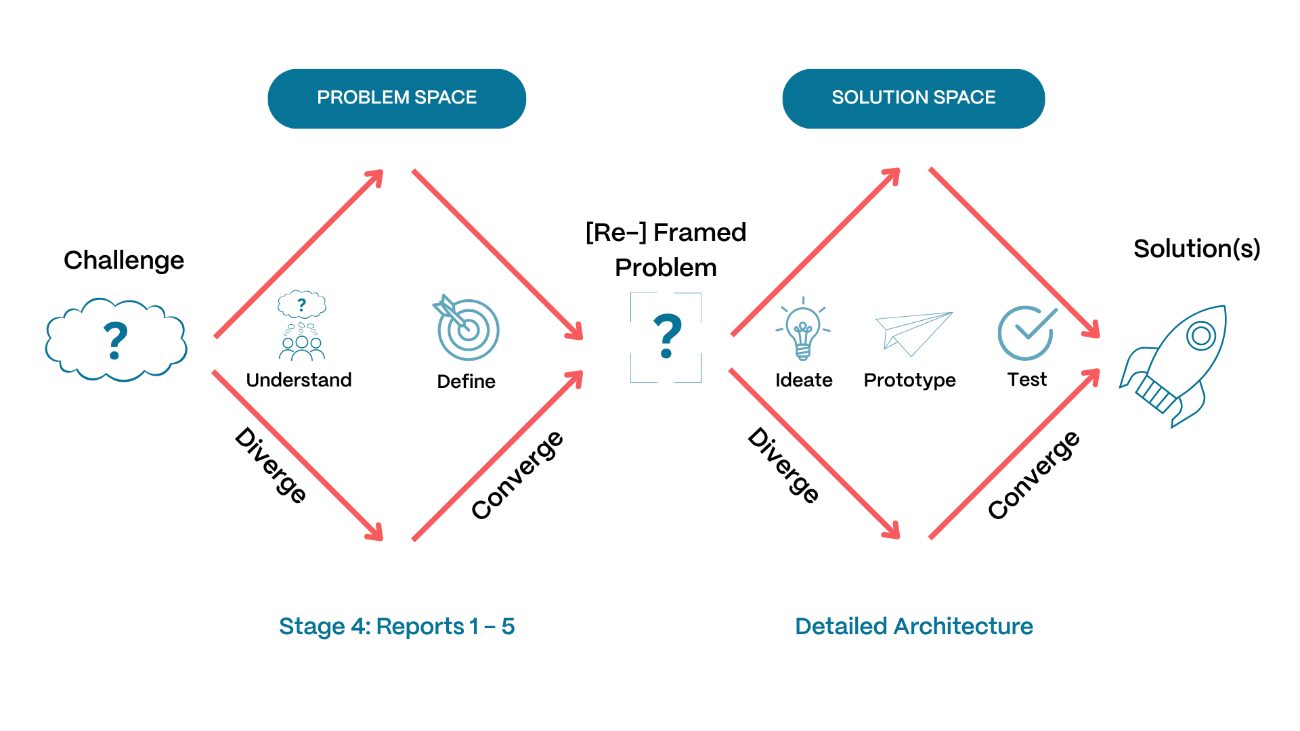 PROBLEM SPACE
SOLUTION SPACE
Challenge
?
?
Understand
Define
Diverge
Converge
[Re-] Framed
Problem
?
Ideate
Prototype
Test
Diverge
Converge
Solution(s)
Stage 4: Reports 1 - 5
Detailed Architecture